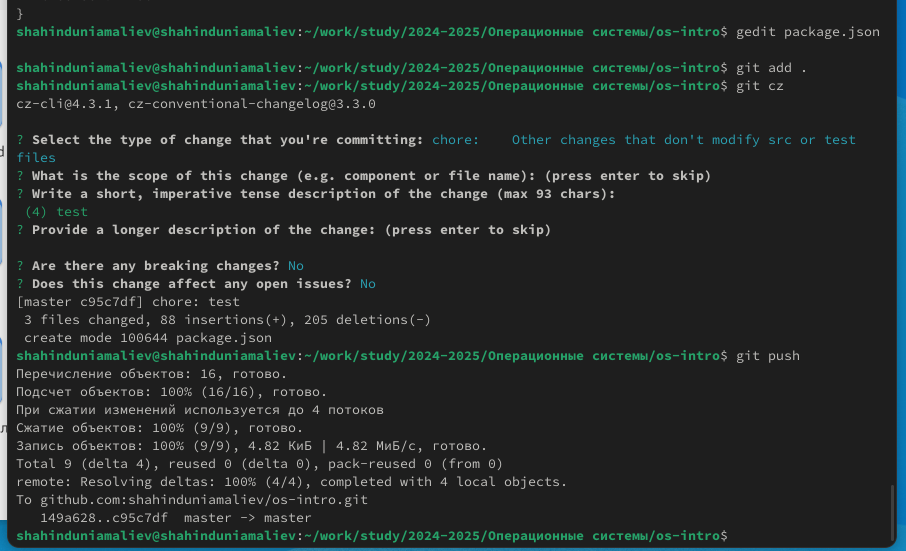 }
shahinduniamaliev@shahinduniamaliev:~/work/study/2024-2025/Операционные системы/os-intro$ gedit package.json
shahinduniamaliev@shahinduniamaliev:~/work/study/2024-2025/Операционные системы/os-intro$ git add .
shahinduniamaliev@shahinduniamaliev:~/work/study/2024-2025/Операционные системы/os-intro$ git cz
cz-cli@4.3.1, cz-conventional-changelog@3.3.0
? Select the type of change that you're committing: chore:    Other changes that don't modify src or test
files
? What is the scope of this change (e.g. component or file name): (press enter to skip)
? Write a short, imperative tense description of the change (max 93 chars):
 (4) test
? Provide a longer description of the change: (press enter to skip)
? Are there any breaking changes? No
? Does this change affect any open issues? No
[master c95c7df] chore: test
 3 files changed, 88 insertions(+), 205 deletions(-)
 create mode 100644 package.json
shahinduniamaliev@shahinduniamaliev:~/work/study/2024-2025/Операционные системы/os-intro$ git push
Перечисление объектов: 16, готово.
Подсчет объектов: 100% (16/16), готово.
При сжатии изменений используется до 4 потоков
Сжатие объектов: 100% (9/9), готово.
Запись объектов: 100% (9/9), 4.82 КиБ | 4.82 МиБ/с, готово.
Total 9 (delta 4), reused 0 (delta 0), pack-reused 0 (from 0)
remote: Resolving deltas: 100% (4/4), completed with 4 local objects.
To github.com:shahinduniamaliev/os-intro.git
   149a628..c95c7df  master -> master
shahinduniamaliev@shahinduniamaliev:~/work/study/2024-2025/Операционные системы/os-intro$